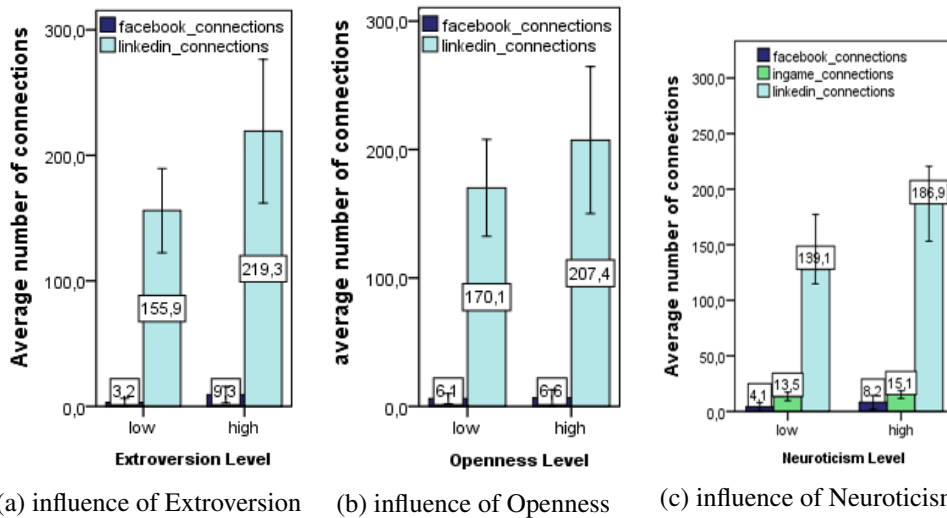 Average number of connections
300,0
200,0
100,0
0,0
facebook_connections
linkedin_connections
3,2
155,9
9,3
219,3
low
high
Extroversion Level
(a) influence of Extroversion
average number of connections
300,0
200,0
100,0
0,0
facebook_connections
linkedin_connections
6,1
170,1
6,6
207,4
low
high
Openness Level
(b) influence of Openness
Average number of connections
300,0
250,0
200,0
150,0
100,0
50,0
0,0
facebook_connections
ingame_connections
linkedin_connections
4,1
13,5
139,1
8,2
15,1
186,9
low
high
Neuroticism Level
(c) influence of Neuroticism